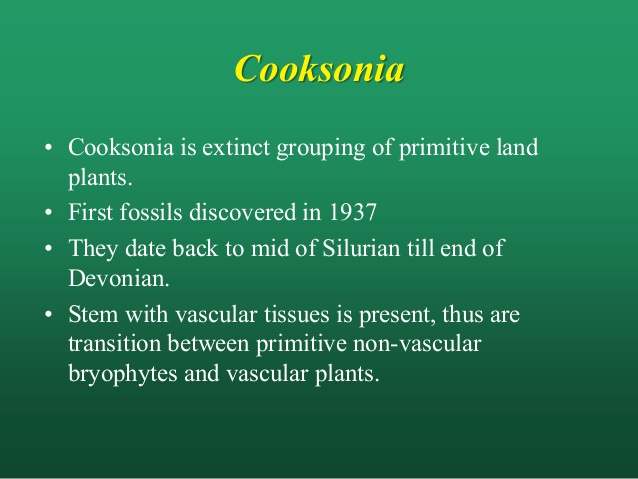 Cooksonia
• Cooksonia is extinct grouping of primitive land
plants.
• First fossils discovered in 1937
• They date back to mid of Silurian till end of
Devonian.
• Stem with vascular tissues is present, thus are
transition between primitive non-vascular
bryophytes and vascular plants.